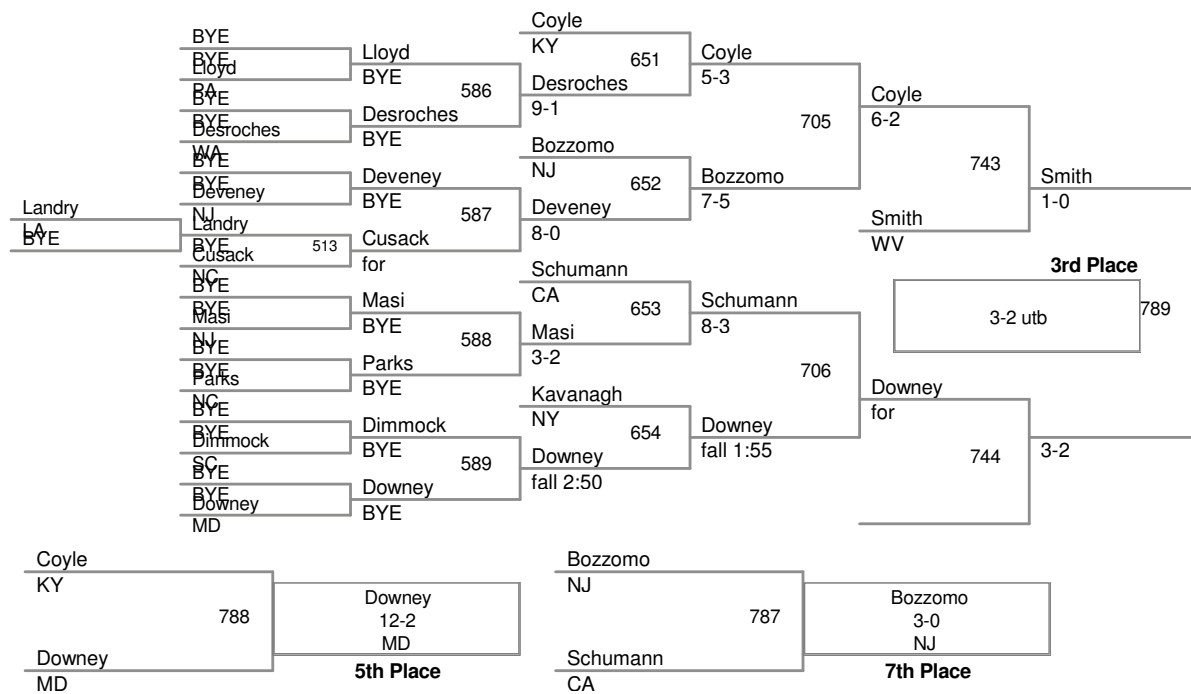 Landry
LA
BYE
BYE
BYE
Lloyd
PA
BYE
BYE
Desroches
WA
BYE
BYE
Deveney
NJ
Landry
BYE
513
Cusack
NC
BYE
BYE
Masi
NJ
BYE
BYE
Parks
NC
BYE
BYE
Dimmock
SC
BYE
BYE
Downey
MD
Lloyd
BYE
586
Desroches
BYE
Deveney
BYE
587
Cusack
for
Masi
BYE
588
Parks
BYE
Dimmock
BYE
589
Downey
BYE
Coyle
KY
651
Desroches
9-1
Bozzomo
NJ
652
Deveney
8-0
Schumann
CA
653
Masi
3-2
Kavanagh
NY
654
Downey
fall 2:50
Coyle
5-3
705
Bozzomo
7-5
Schumann
8-3
706
Downey
fall 1:55
Coyle
6-2
743
Smith
WV
Smith
1-0
3rd Place
3-2 utb
789
Downey
for
744
3-2
Coyle
KY
788
Downey
MD
Downey
12-2
MD
5th Place
Bozzomo
NJ
787
Schumann
CA
Bozzomo
3-0
NJ
7th Place